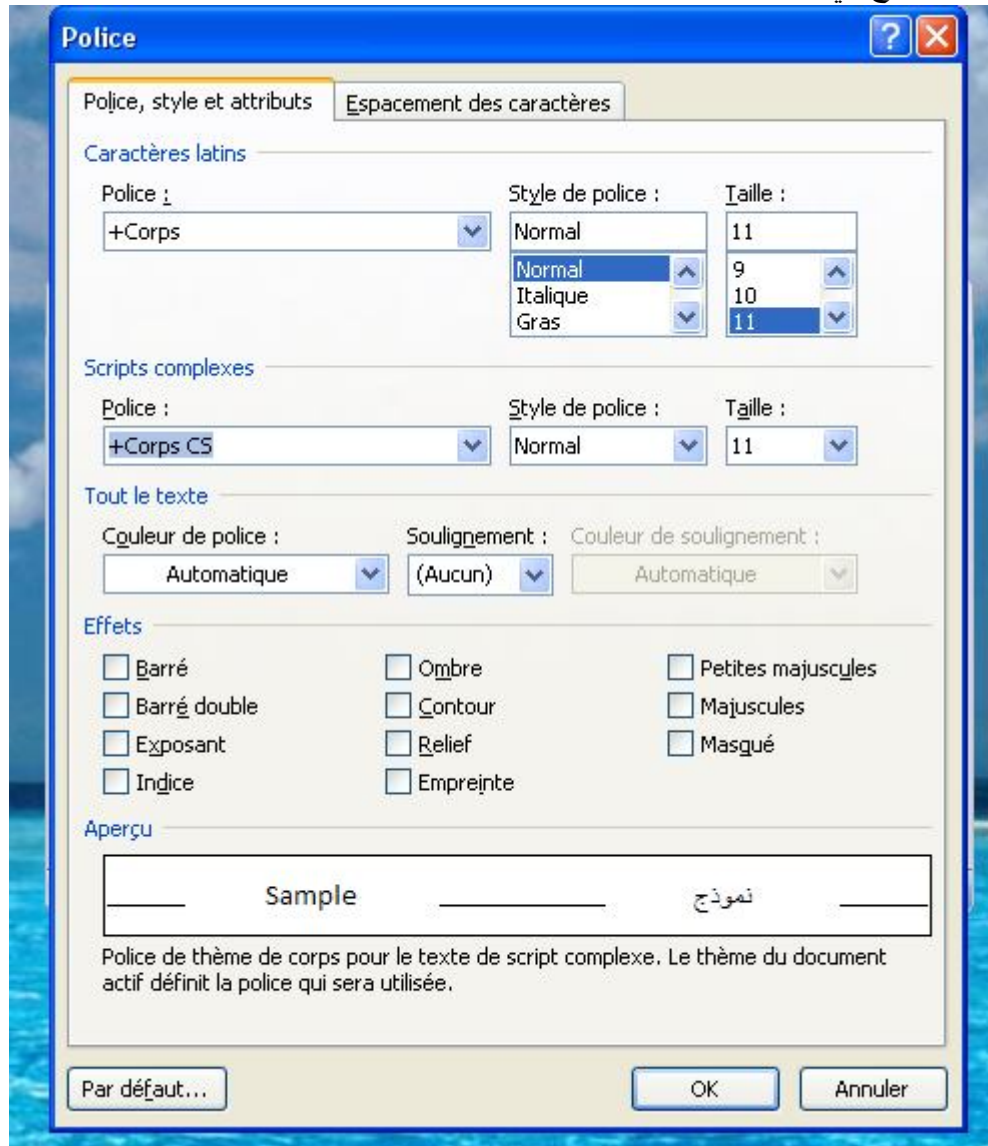 Police
Police, style et attributs Espacement des caractères
Caractères latins
Police : Style de police : Taille :
+Corps Normal 11
Normal 9
Italique 10
Gras 11
Scripts complexes
Police : Style de police : Taille :
+Corps CS Normal 11
Tout le texte
Couleur de police : Soulignement : Couleur de soulignement :
Automatique (Aucun) Automatique
Effets
Barré Ombre Petites majuscules
Barré double Contour Majuscules
Exposant Relief Masqué
Indice Empreinte
Aperçu
Sample نموذج
Police de thème de corps pour le texte de script complexe. Le thème du document
actif définit la police qui sera utilisée.
Par défaut... OK Annuler